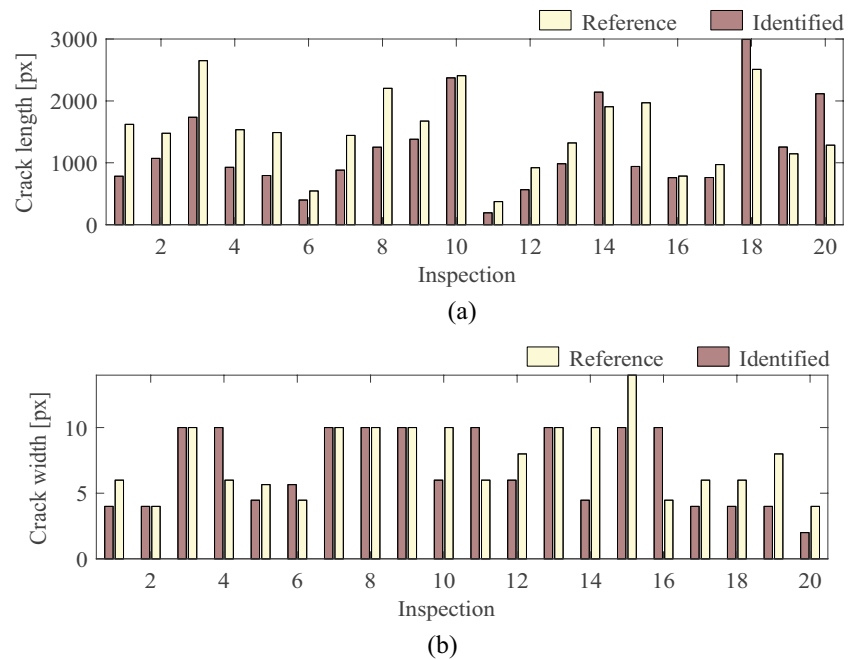 Reference Identified
3000
2000
1000
0
Crack length [px]
2 4 6 8 10 12 14 16 18 20
Inspection
(a)
Reference Identified
10
5
0
Crack width [px]
2 4 6 8 10 12 14 16 18 20
Inspection
(b)